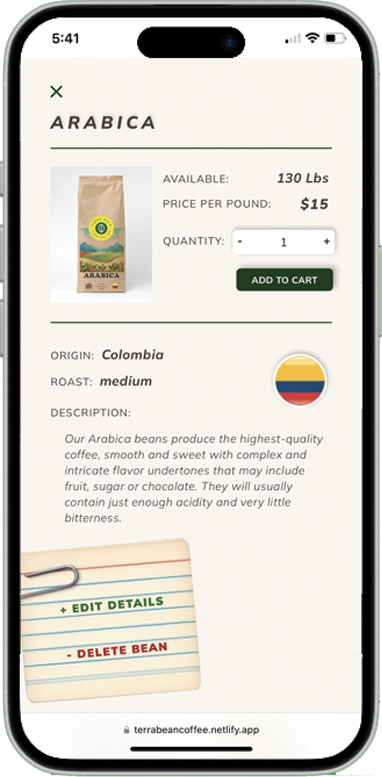 5:41
ARABICA
AVAILABLE: 130 Lbs
PRICE PER POUND: $15
QUANTITY: - 1 +
ARABICA
ADD TO CART
ORIGIN: Colombia
ROAST: medium
DESCRIPTION:
Our Arabica beans produce the highest-quality
coffee, smooth and sweet with complex and
intricate flavor undertones that may include
fruit, sugar or chocolate. They will usually
contain just enough acidity and very little
bitterness.
+ EDIT DETAILS
- DELETE BEAN
terrabeancoffee.netlify.app